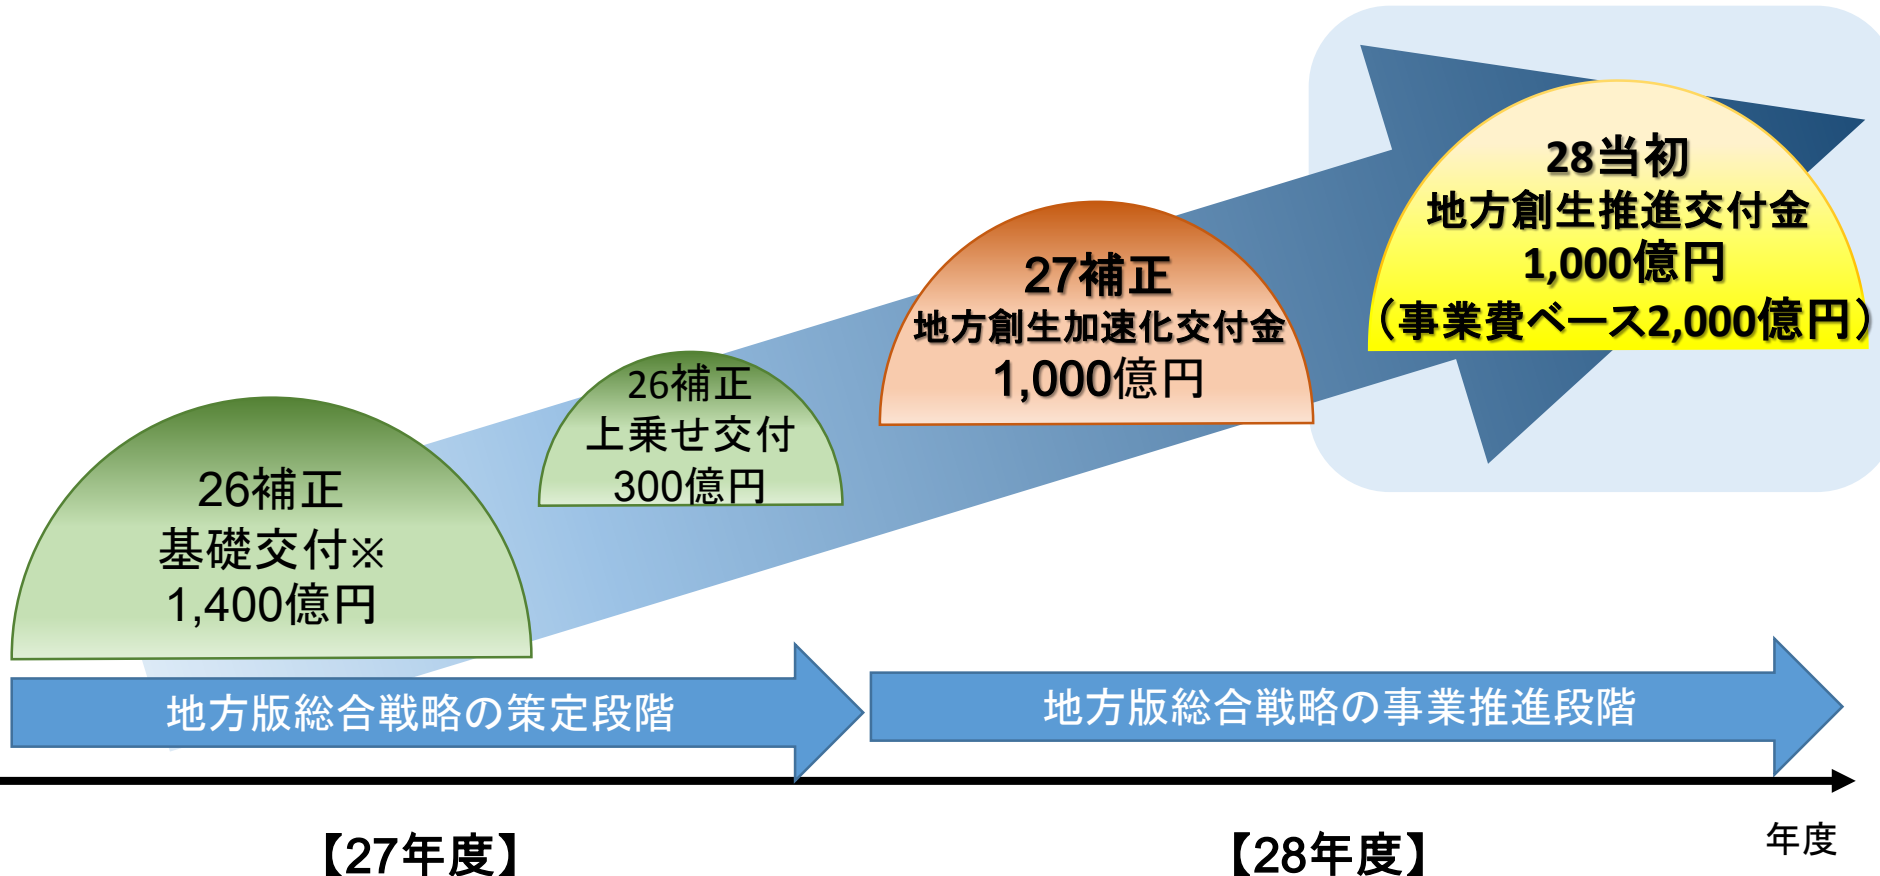 26補正
基礎交付※
1,400億円
26補正
上乗せ交付
300億円
27補正
地方創生加速化交付金
1,000億円
28当初
地方創生推進交付金
1,000億円
（事業費ベース2,000億円）
地方版総合戦略の策定段階
地方版総合戦略の事業推進段階
【27年度】
【28年度】
年度